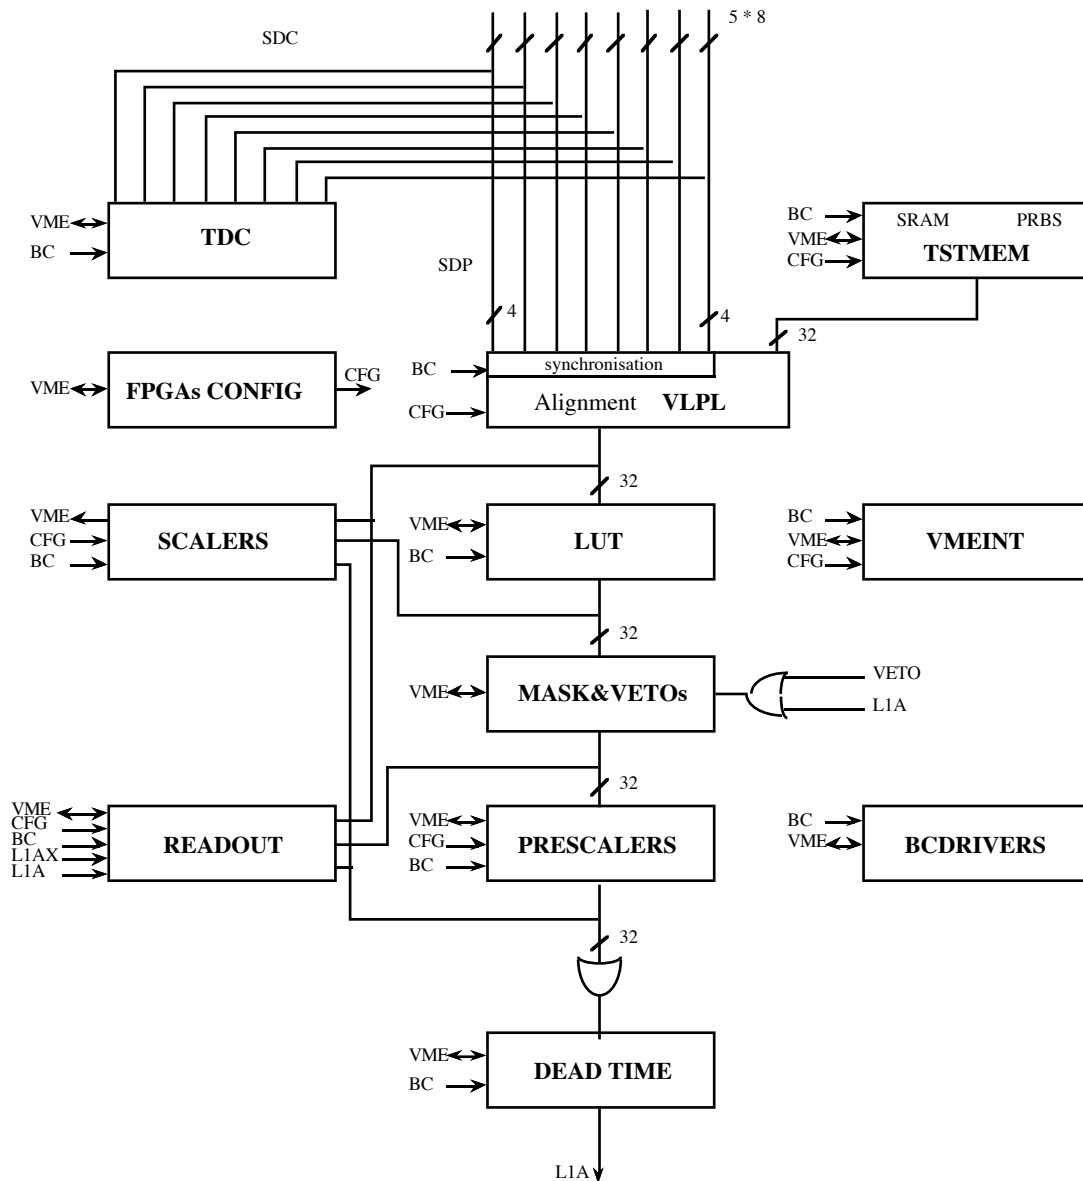 5 * 8
SDC
VME
BC
TDC
SDP
BC
VME
CFG
SRAM PRBS
TSTMEM
4
4
32
VME
FPGAs CONFIG
CFG
BC
CFG
synchronisation
Alignment VLPL
32
VME
CFG
BC
SCALERS
VME
BC
LUT
BC
VME
CFG
VMEINT
32
VME
MASK&VETOs
VETO
L1A
32
VME
CFG
BC
L1AX
L1A
READOUT
VME
CFG
BC
PRESCALERS
BC
VME
BCDRIVERS
32
VME
BC
DEAD TIME
L1A